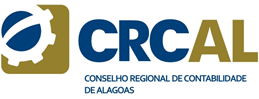 CRCAL
CONSELHO REGIONAL DE CONTABILIDADE
DE ALAGOAS